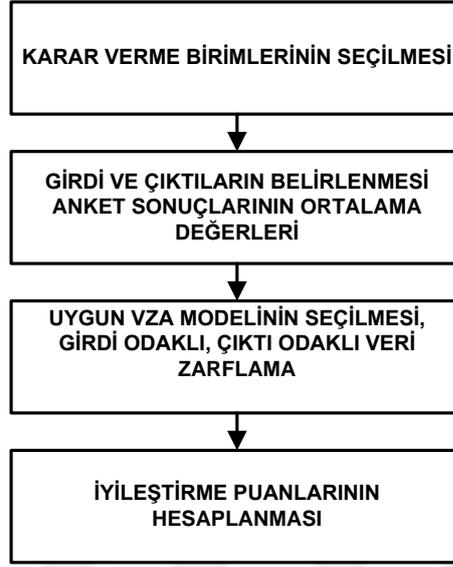 KARAR VERME BİRİMLERİNİN SEÇİLMESİ
GİRDİ VE ÇIKTILARIN BELİRLENMESİ
ANKET SONUÇLARININ ORTALAMA
DEĞERLERİ
UYGUN VZA MODELİNİN SEÇİLMESİ,
GİRDİ ODAKLI, ÇIKTI ODAKLI VERİ
ZARFLAMA
İYİLEŞTİRME PUANLARININ
HESAPLANMASI